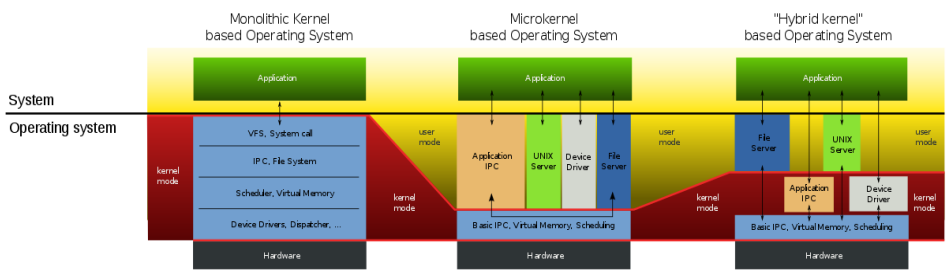 Monolithic Kernel
based Operating System
Microkernel
based Operating System
"Hybrid kernel"
based Operating System
Application
Application
Application
System
Operating system
VFS, System call
IPC, File System
Scheduler, Virtual Memory
Device Drivers, Dispatcher, ...
Hardware
kernel
mode
kernel
mode
user
mode
Application
IPC
UNIX
Server
Device
Driver
File
Server
Basic IPC, Virtual Memory, Scheduling
Hardware
user
mode
kernel
mode
File
Server
UNIX
Server
Application
IPC
Device
Driver
Basic IPC, Virtual Memory, Scheduling
Hardware
user
mode
kernel
mode